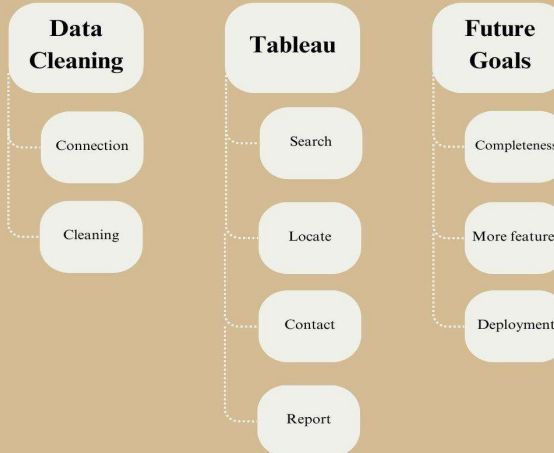 Data
Cleaning
Connection
Cleaning
Tableau
Search
Locate
Contact
Report
Future
Goals
Completeness
More feature
Deployment